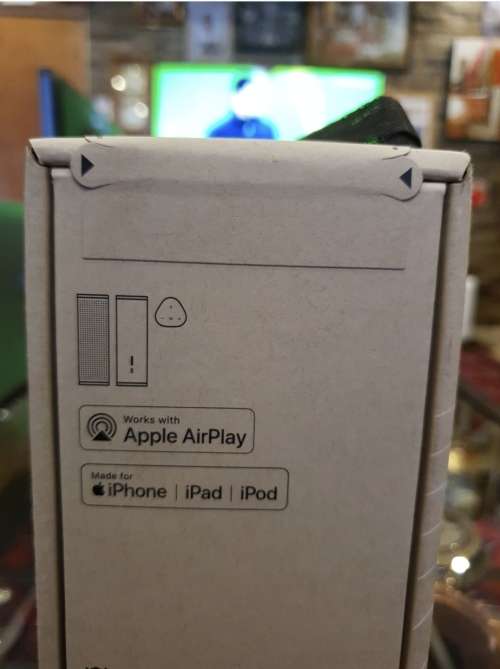 Works with
Apple AirPlay
Made for
iPhone | iPad | iPod